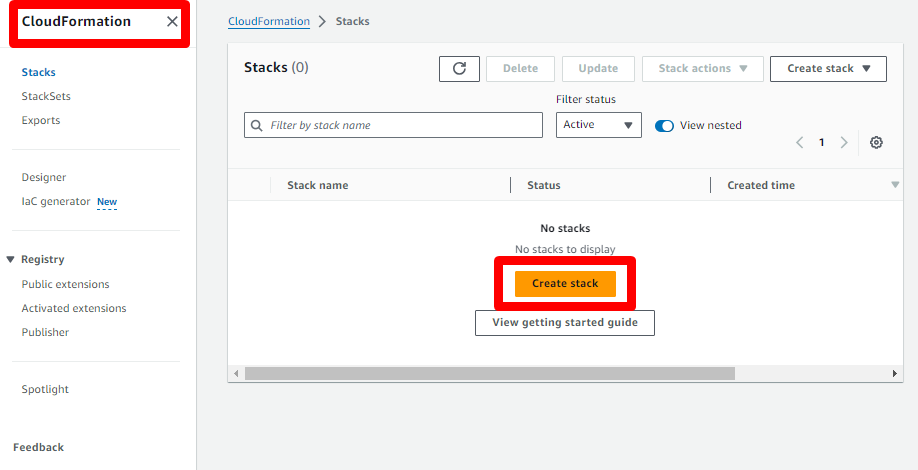 CloudFormation
Stacks
StackSets
Exports
Designer
IaC generator New
Registry
Public extensions
Activated extensions
Publisher
Spotlight
Feedback
CloudFormation > Stacks
Stacks (0)
Delete
Update
Stack actions
Create stack
Filter status
Filter by stack name
Active
View nested
1
Stack name
Status
Created time
No stacks
No stacks to display
Create stack
View getting started guide